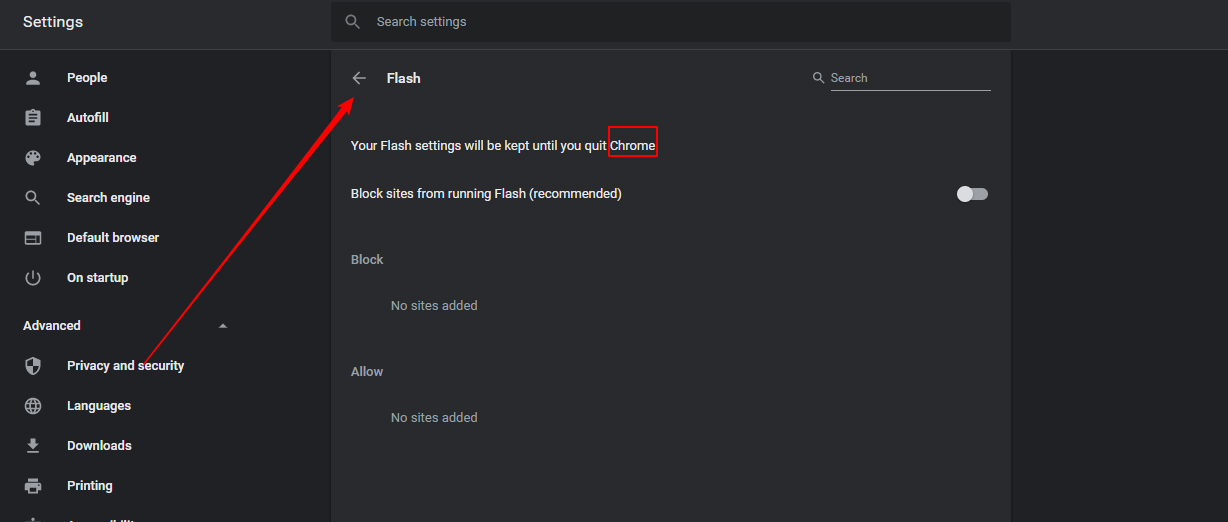 Settings
Search settings
People
Autofill
Appearance
Search engine
Default browser
On startup
Advanced
Privacy and security
Languages
Downloads
Printing
Flash
Search
Your Flash settings will be kept until you quit Chrome
Block sites from running Flash (recommended)
Block
No sites added
Allow
No sites added